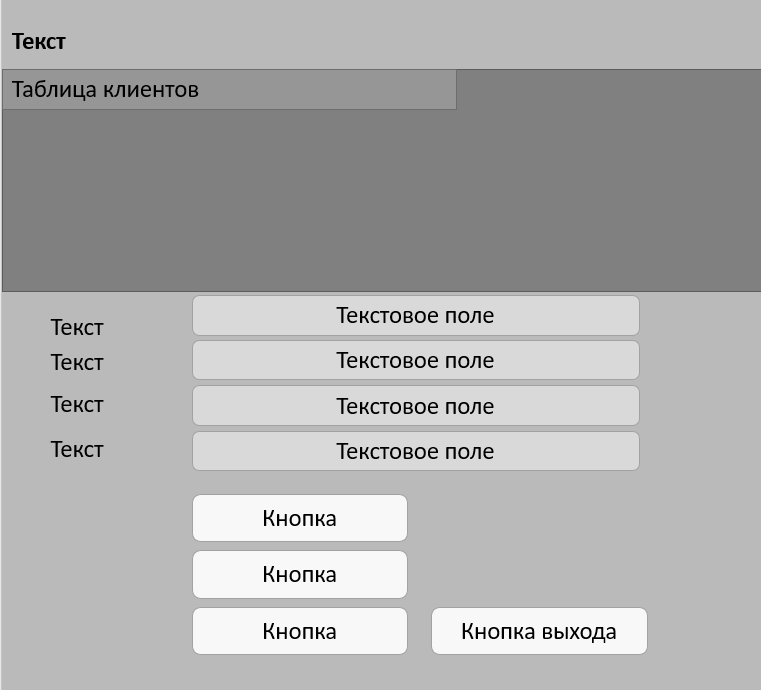 Текст
Таблица клиентов
Текст Текстовое поле
Текст Текстовое поле
Текст Текстовое поле
Текст Текстовое поле
Кнопка
Кнопка
Кнопка Кнопка выхода